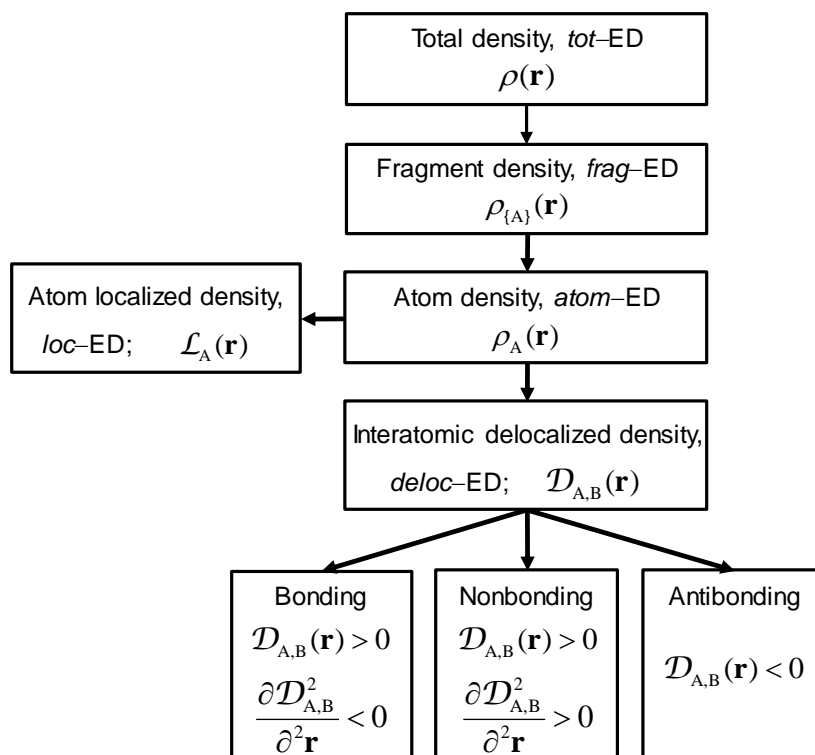 Total density, tot–ED
ρ(r)
Fragment density, frag–ED
ρ{A}(r)
Atom localized density,
loc–ED; ℒA(r)
Atom density, atom–ED
ρA(r)
Interatomic delocalized density,
deloc–ED; 𝒟A,B(r)
Bonding
𝒟A,B(r) > 0
∂𝒟²A,B / ∂²r < 0
Nonbonding
𝒟A,B(r) > 0
∂𝒟²A,B / ∂²r > 0
Antibonding
𝒟A,B(r) < 0